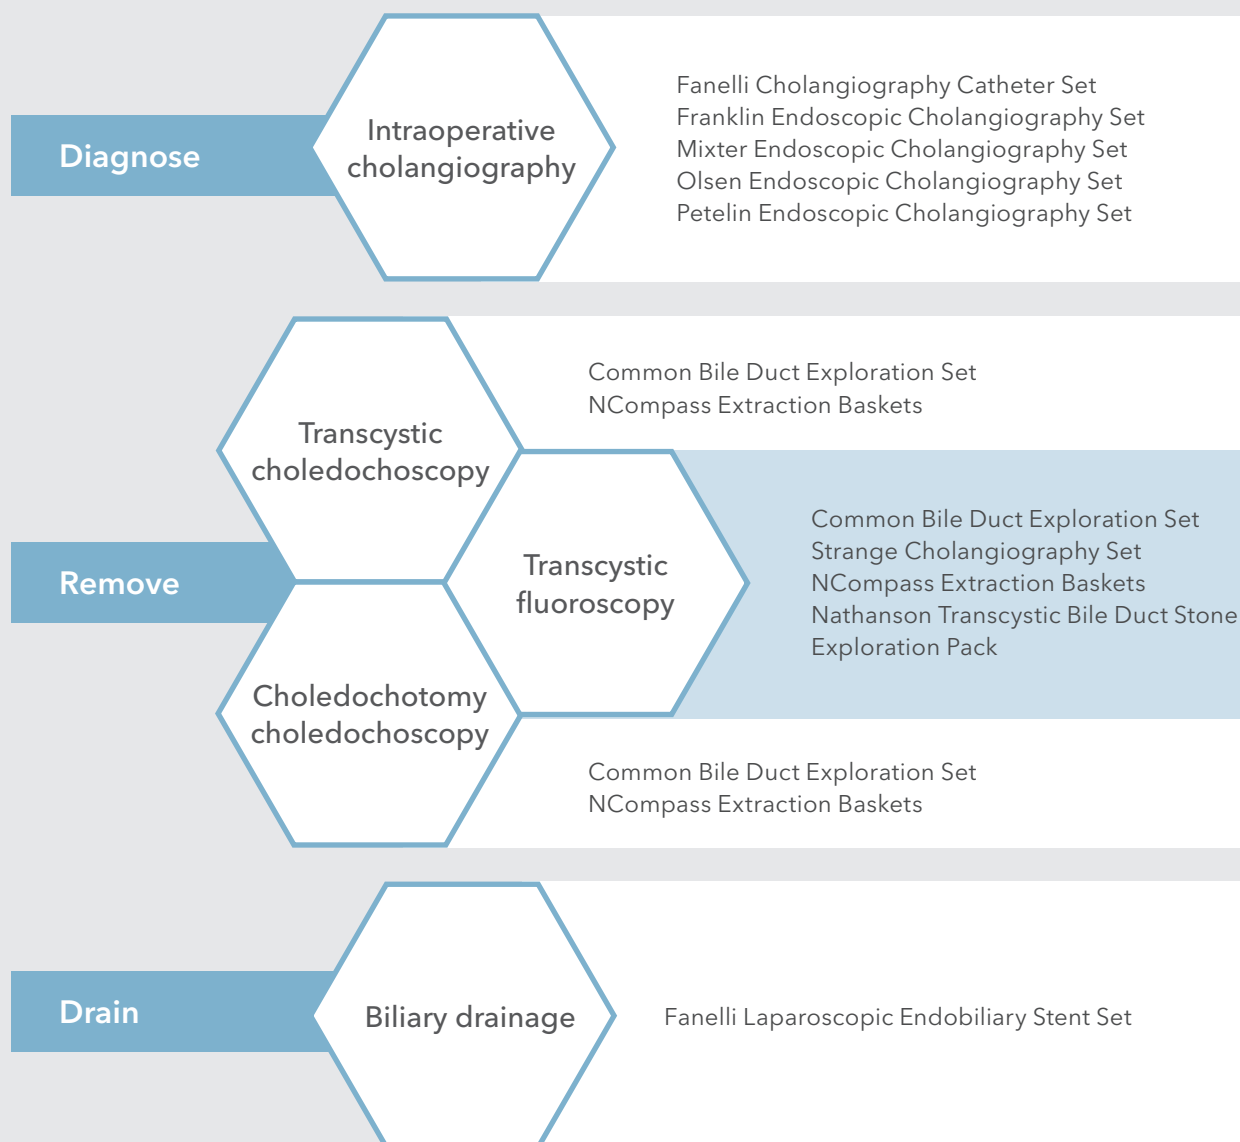 Diagnose
Intraoperative
cholangiography
Fanelli Cholangiography Catheter Set
Franklin Endoscopic Cholangiography Set
Mixter Endoscopic Cholangiography Set
Olsen Endoscopic Cholangiography Set
Petelin Endoscopic Cholangiography Set
Remove
Transcystic
choledochoscopy
Common Bile Duct Exploration Set
NCompass Extraction Baskets
Transcystic
fluoroscopy
Common Bile Duct Exploration Set
Strange Cholangiography Set
NCompass Extraction Baskets
Nathanson Transcystic Bile Duct Stone
Exploration Pack
Choledochotomy
choledochoscopy
Common Bile Duct Exploration Set
NCompass Extraction Baskets
Drain
Biliary drainage
Fanelli Laparoscopic Endobiliary Stent Set